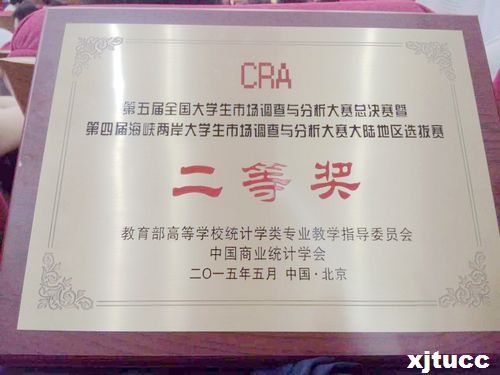 CRA
第五届全国大学生市场调查与分析大赛总决赛暨
第四届海峡两岸大学生市场调查与分析大赛大陆地区选拔赛
二等奖
教育部高等学校统计学类专业教学指导委员会
中国商业统计学会
二〇一五年五月 中国·北京
xjtucc